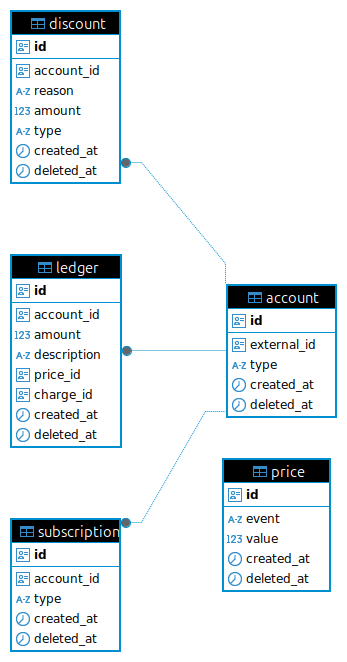 discount
id
account_id
A-Z reason
123 amount
A-Z type
created_at
deleted_at
ledger
id
account_id
123 amount
A-Z description
price_id
charge_id
created_at
deleted_at
account
id
external_id
A-Z type
created_at
deleted_at
price
id
A-Z event
123 value
created_at
deleted_at
subscription
id
account_id
A-Z type
created_at
deleted_at